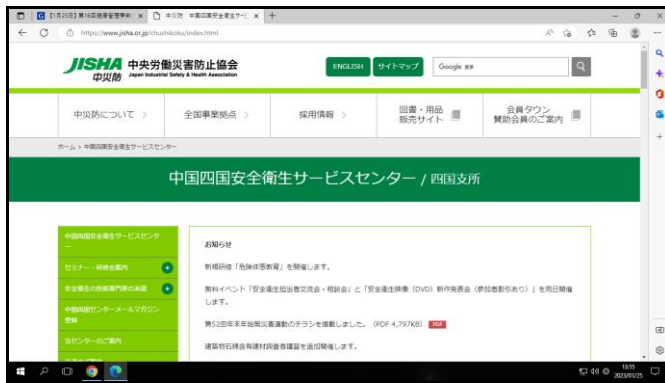 【1月25日】第16回健康管理學術
中災防 中国四国安全衛生サービ
https://www.jisha.or.jp/chushikoku/index.html
JISHA 中央労働災害防止協会
中災防 Japan Industrial Safety & Health Association
ENGLISH サイトマップ Google 検索
中災防について 全国事業拠点 採用情報 図書・用品 会員タウン
販売サイト 賛助会員のご案内
ホーム > 中国四国安全衛生サービスセンター
中国四国安全衛生サービスセンター / 四国支所
中国四国安全衛生サービスセンタ
ー
お知らせ
セミナー・研修会案内
新規研修「危険体感教育」を開催します。
安全衛生の技術専門家の派遣
無料イベント「安全衛生担当者交流会・相談会」と「安全衛生映像（DVD）新作発表会（参加者割引あり）」を同日開催
します。
中国四国センターメールマガジン
登録
第52回年末年始無災害運動のチラシを掲載しました。（PDF 4,797KB） PDF
当センターのご案内
建築物石綿含有建材調査者講習を追加開催します。
13:55
2023/01/25